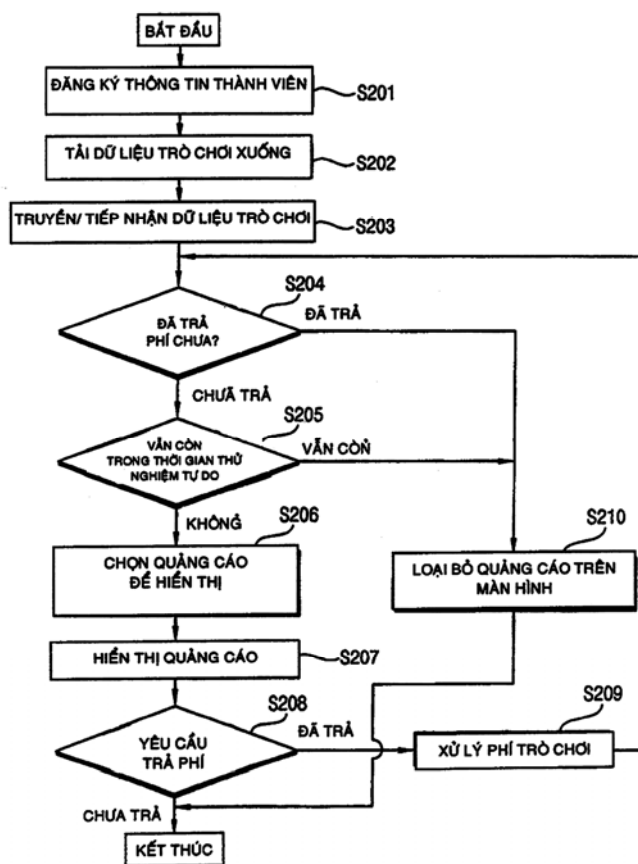 BẮT ĐẦU
ĐĂNG KÝ THÔNG TIN THÀNH VIÊN
S201
TẢI DỮ LIỆU TRÒ CHƠI XUỐNG
S202
TRUYỀN/ TIẾP NHẬN DỮ LIỆU TRÒ CHƠI
S203
S204
ĐÃ TRẢ
PHÍ CHƯA?
ĐÃ TRẢ
CHƯÃ TRẢ
S205
VẪN CÒN
TRONG THỜI GIAN THỬ
NGHIỆM TỰ DO
VẪN CÒN
KHÔNG
S206
CHỌN QUẢNG CÁO
ĐỂ HIỂN THỊ
S210
LOẠI BỎ QUẢNG CÁO TRÊN
MÀN HÌNH
HIỂN THỊ QUẢNG CÁO
S207
S208
YÊU CẦU
TRẢ PHÍ
ĐÃ TRẢ
S209
XỬ LÝ PHÍ TRÒ CHƠI
CHƯA TRẢ
KẾT THÚC